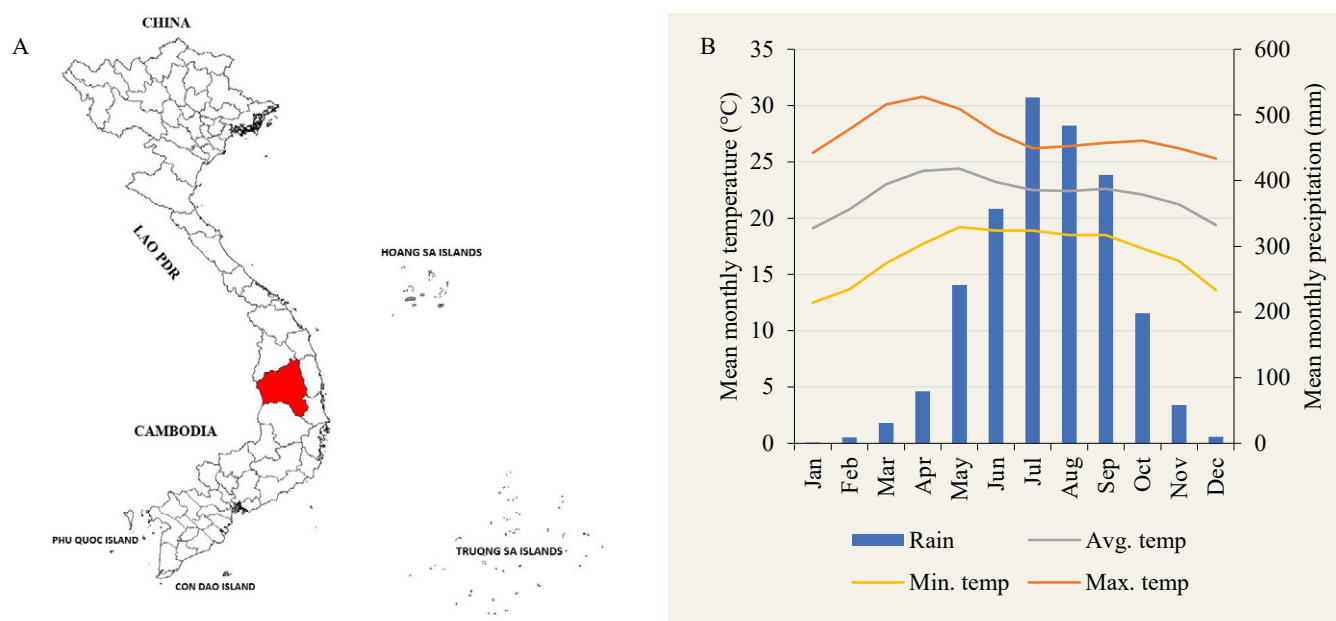 A
CHINA
LAO PDR
HOANG SA ISLANDS
CAMBODIA
PHU QUOC ISLAND
CON DAO ISLAND
TRUONG SA ISLANDS
B
Mean monthly temperature (°C)
35
30
25
20
15
10
5
0
600
500
400
300
200
100
0
Mean monthly precipitation (mm)
Jan
Feb
Mar
Apr
May
Jun
Jul
Aug
Sep
Oct
Nov
Dec
Rain
Avg. temp
Min. temp
Max. temp